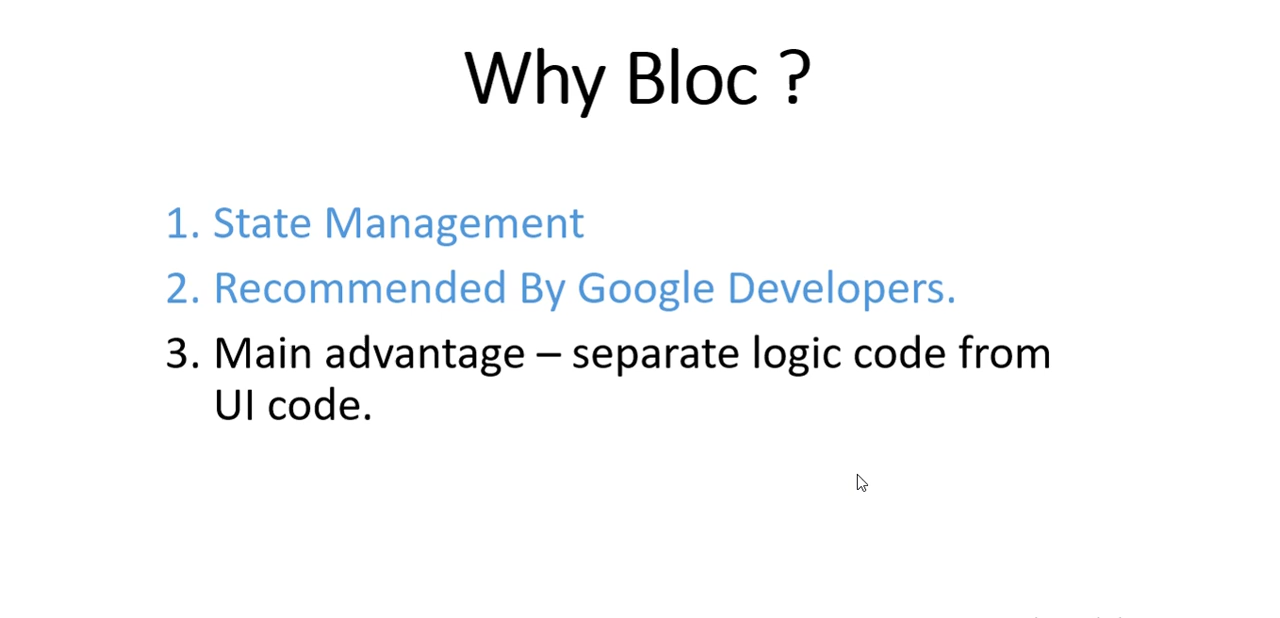 Why Bloc ?
1. State Management
2. Recommended By Google Developers.
3. Main advantage – separate logic code from
UI code.